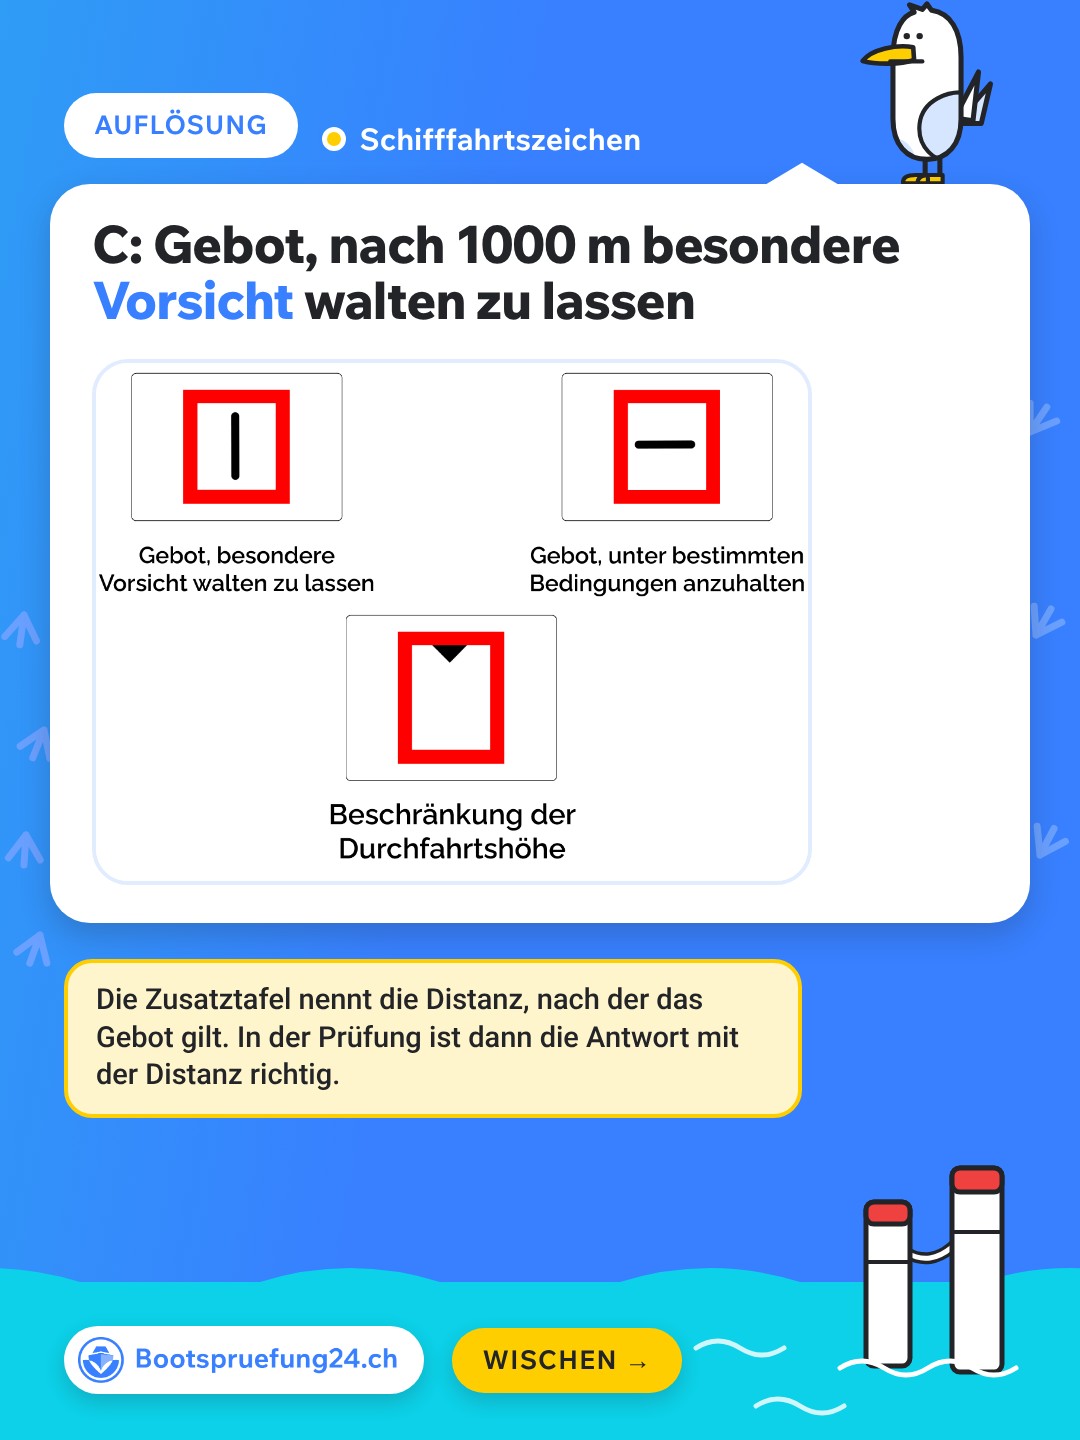 AUFLÖSUNG
Schifffahrtszeichen
C: Gebot, nach 1000 m besondere
Vorsicht walten zu lassen
Gebot, besondere
Vorsicht walten zu lassen
Gebot, unter bestimmten
Bedingungen anzuhalten
Beschränkung der
Durchfahrtshöhe
Die Zusatztafel nennt die Distanz, nach der das
Gebot gilt. In der Prüfung ist dann die Antwort mit
der Distanz richtig.
Bootspruefung24.ch
WISCHEN →